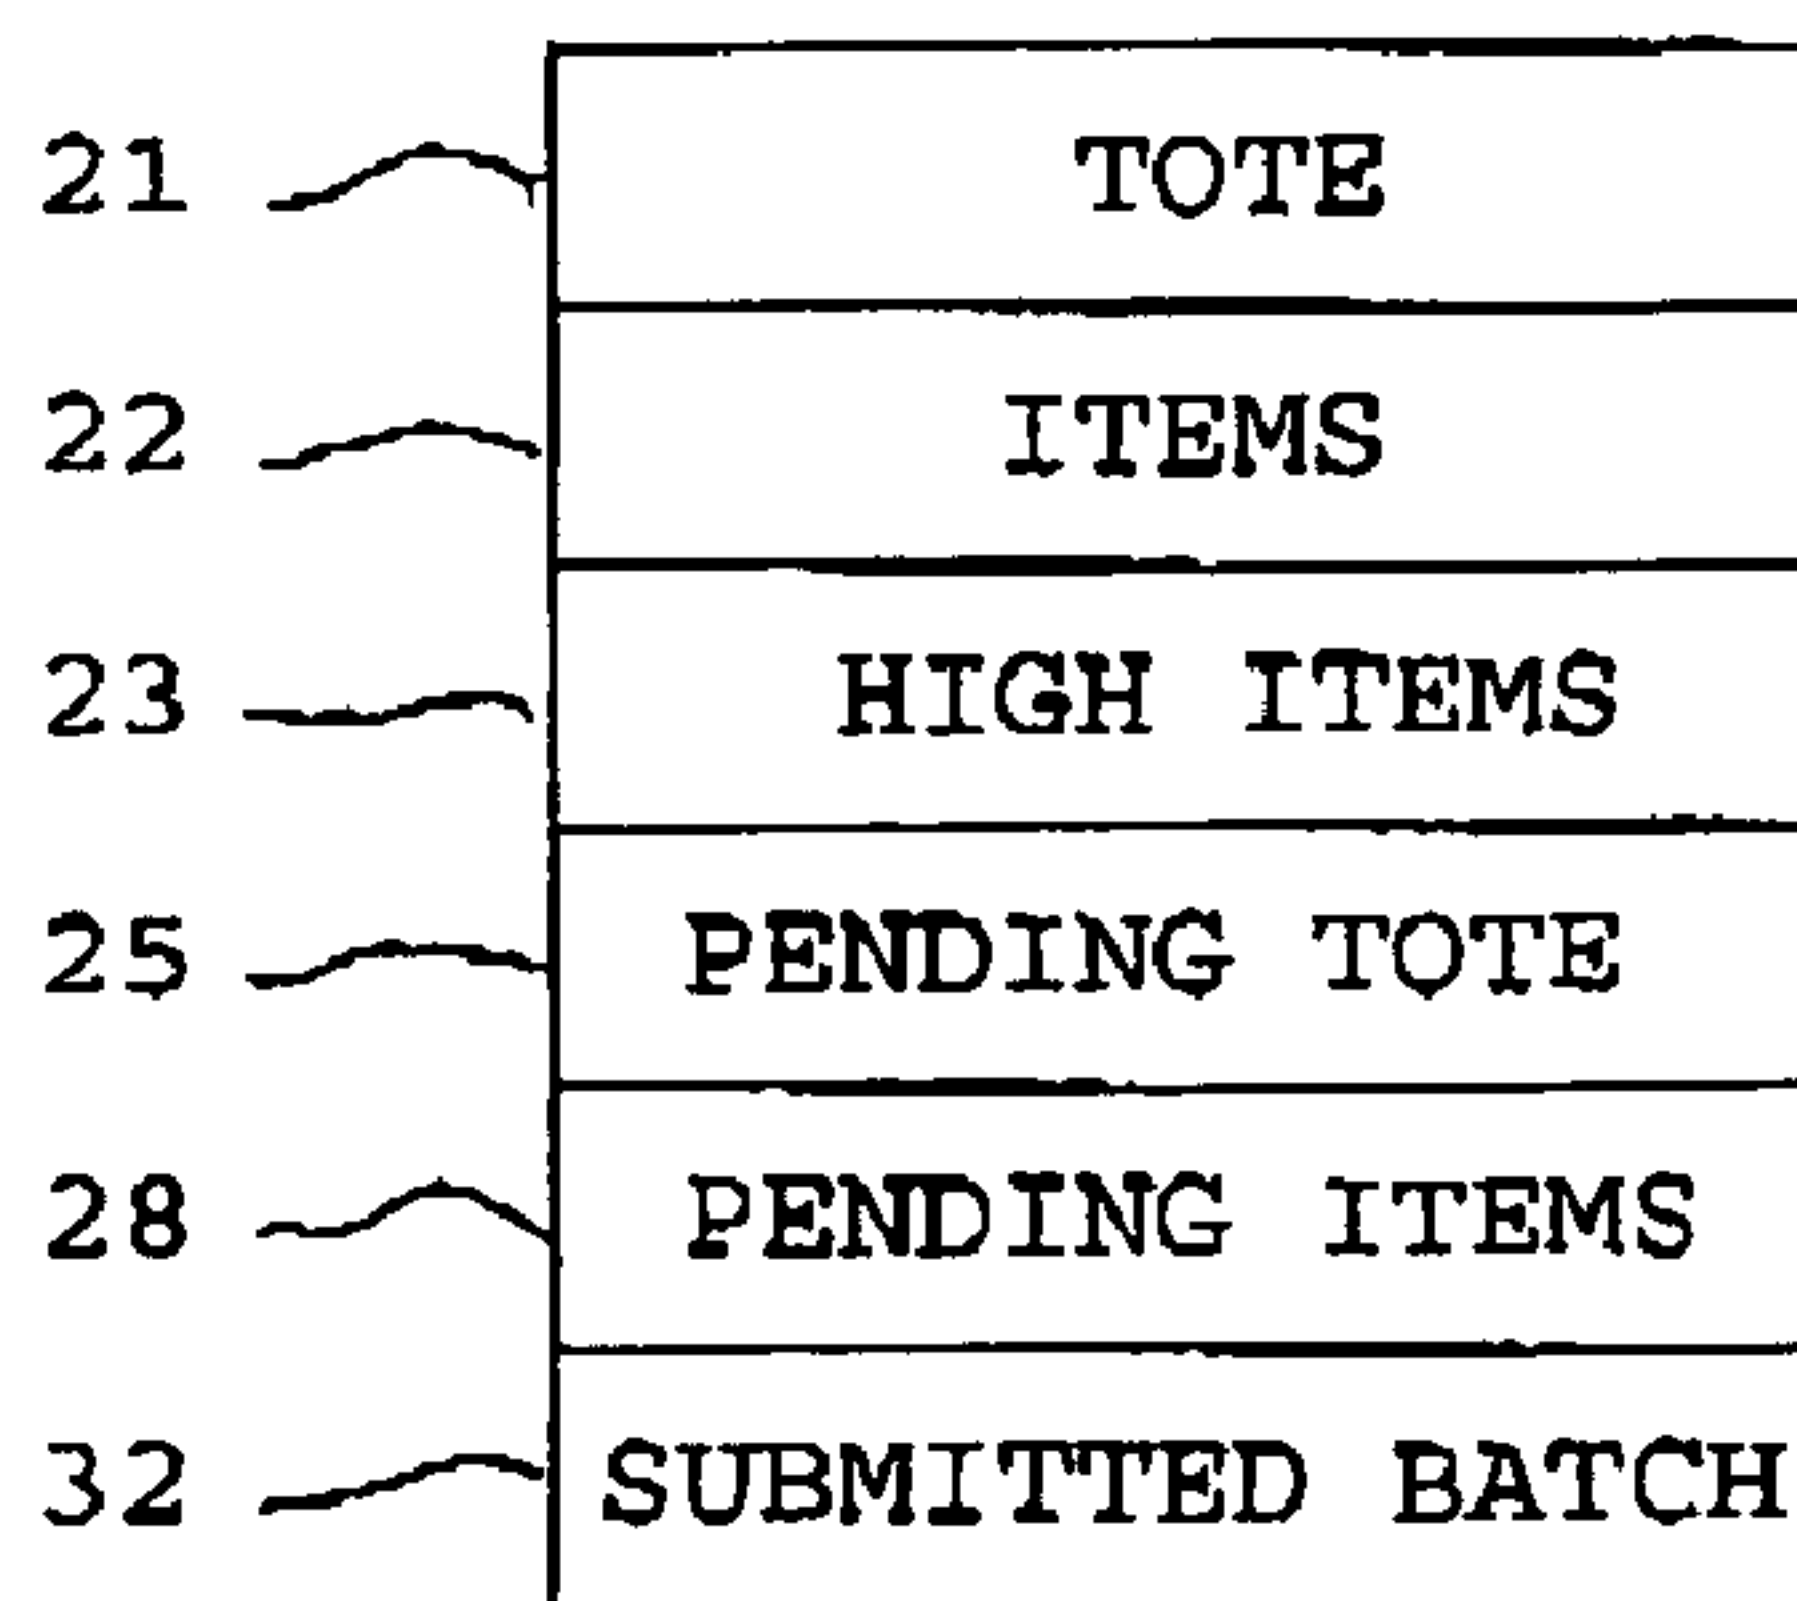 21 TOTE
22 ITEMS
23 HIGH ITEMS
25 PENDING TOTE
28 PENDING ITEMS
32 SUBMITTED BATCH